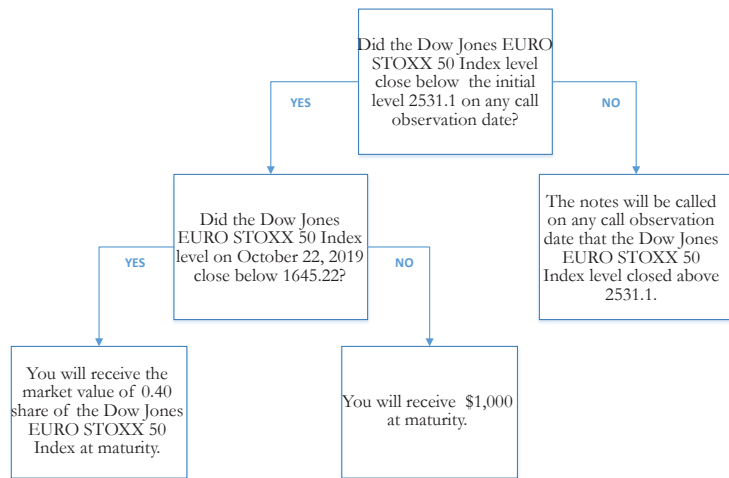 Did the Dow Jones EURO
STOXX 50 Index level
close below the initial
level 2531.1 on any call
observation date?
YES
NO
Did the Dow Jones
EURO STOXX 50 Index
level on October 22, 2019
close below 1645.22?
The notes will be called
on any call observation
date that the Dow Jones
EURO STOXX 50
Index level closed above
2531.1.
YES
NO
You will receive the
market value of 0.40
share of the Dow Jones
EURO STOXX 50
Index at maturity.
You will receive $1,000
at maturity.